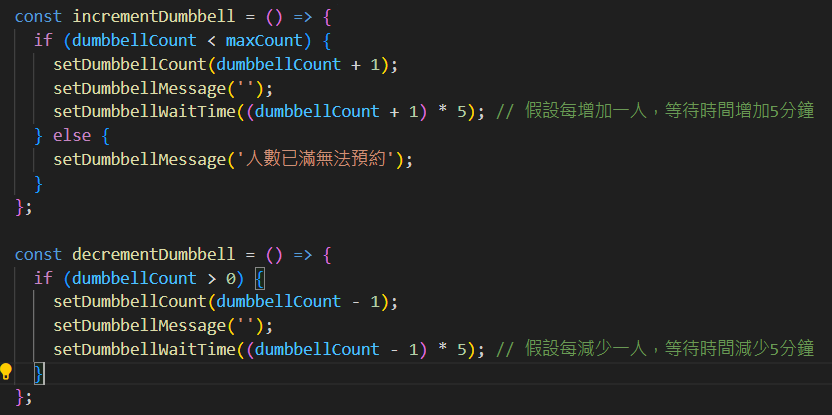 const incrementDumbbell = () => {
  if (dumbbellCount < maxCount) {
    setDumbbellCount(dumbbellCount + 1);
    setDumbbellMessage('');
    setDumbbellWaitTime((dumbbellCount + 1) * 5); // 假設每增加一人，等待時間增加5分鐘
  } else {
    setDumbbellMessage('人數已滿無法預約');
  }
};

const decrementDumbbell = () => {
  if (dumbbellCount > 0) {
    setDumbbellCount(dumbbellCount - 1);
    setDumbbellMessage('');
    setDumbbellWaitTime((dumbbellCount - 1) * 5); // 假設每減少一人，等待時間減少5分鐘
  }
};